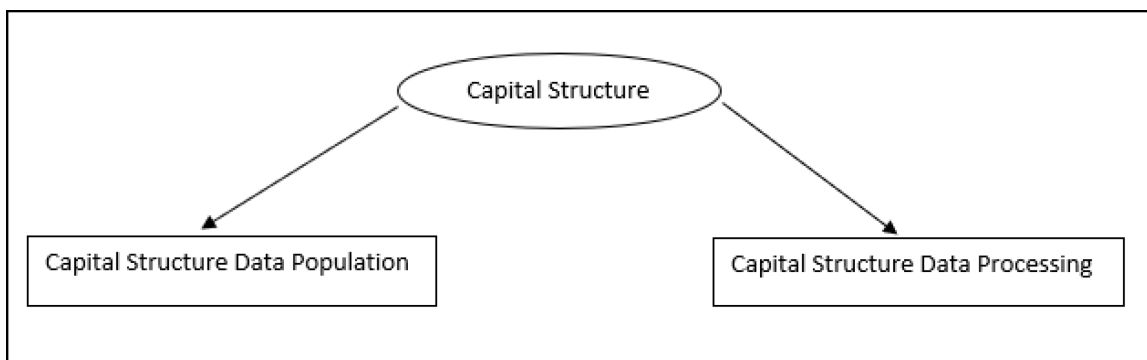 Capital Structure
Capital Structure Data Population
Capital Structure Data Processing